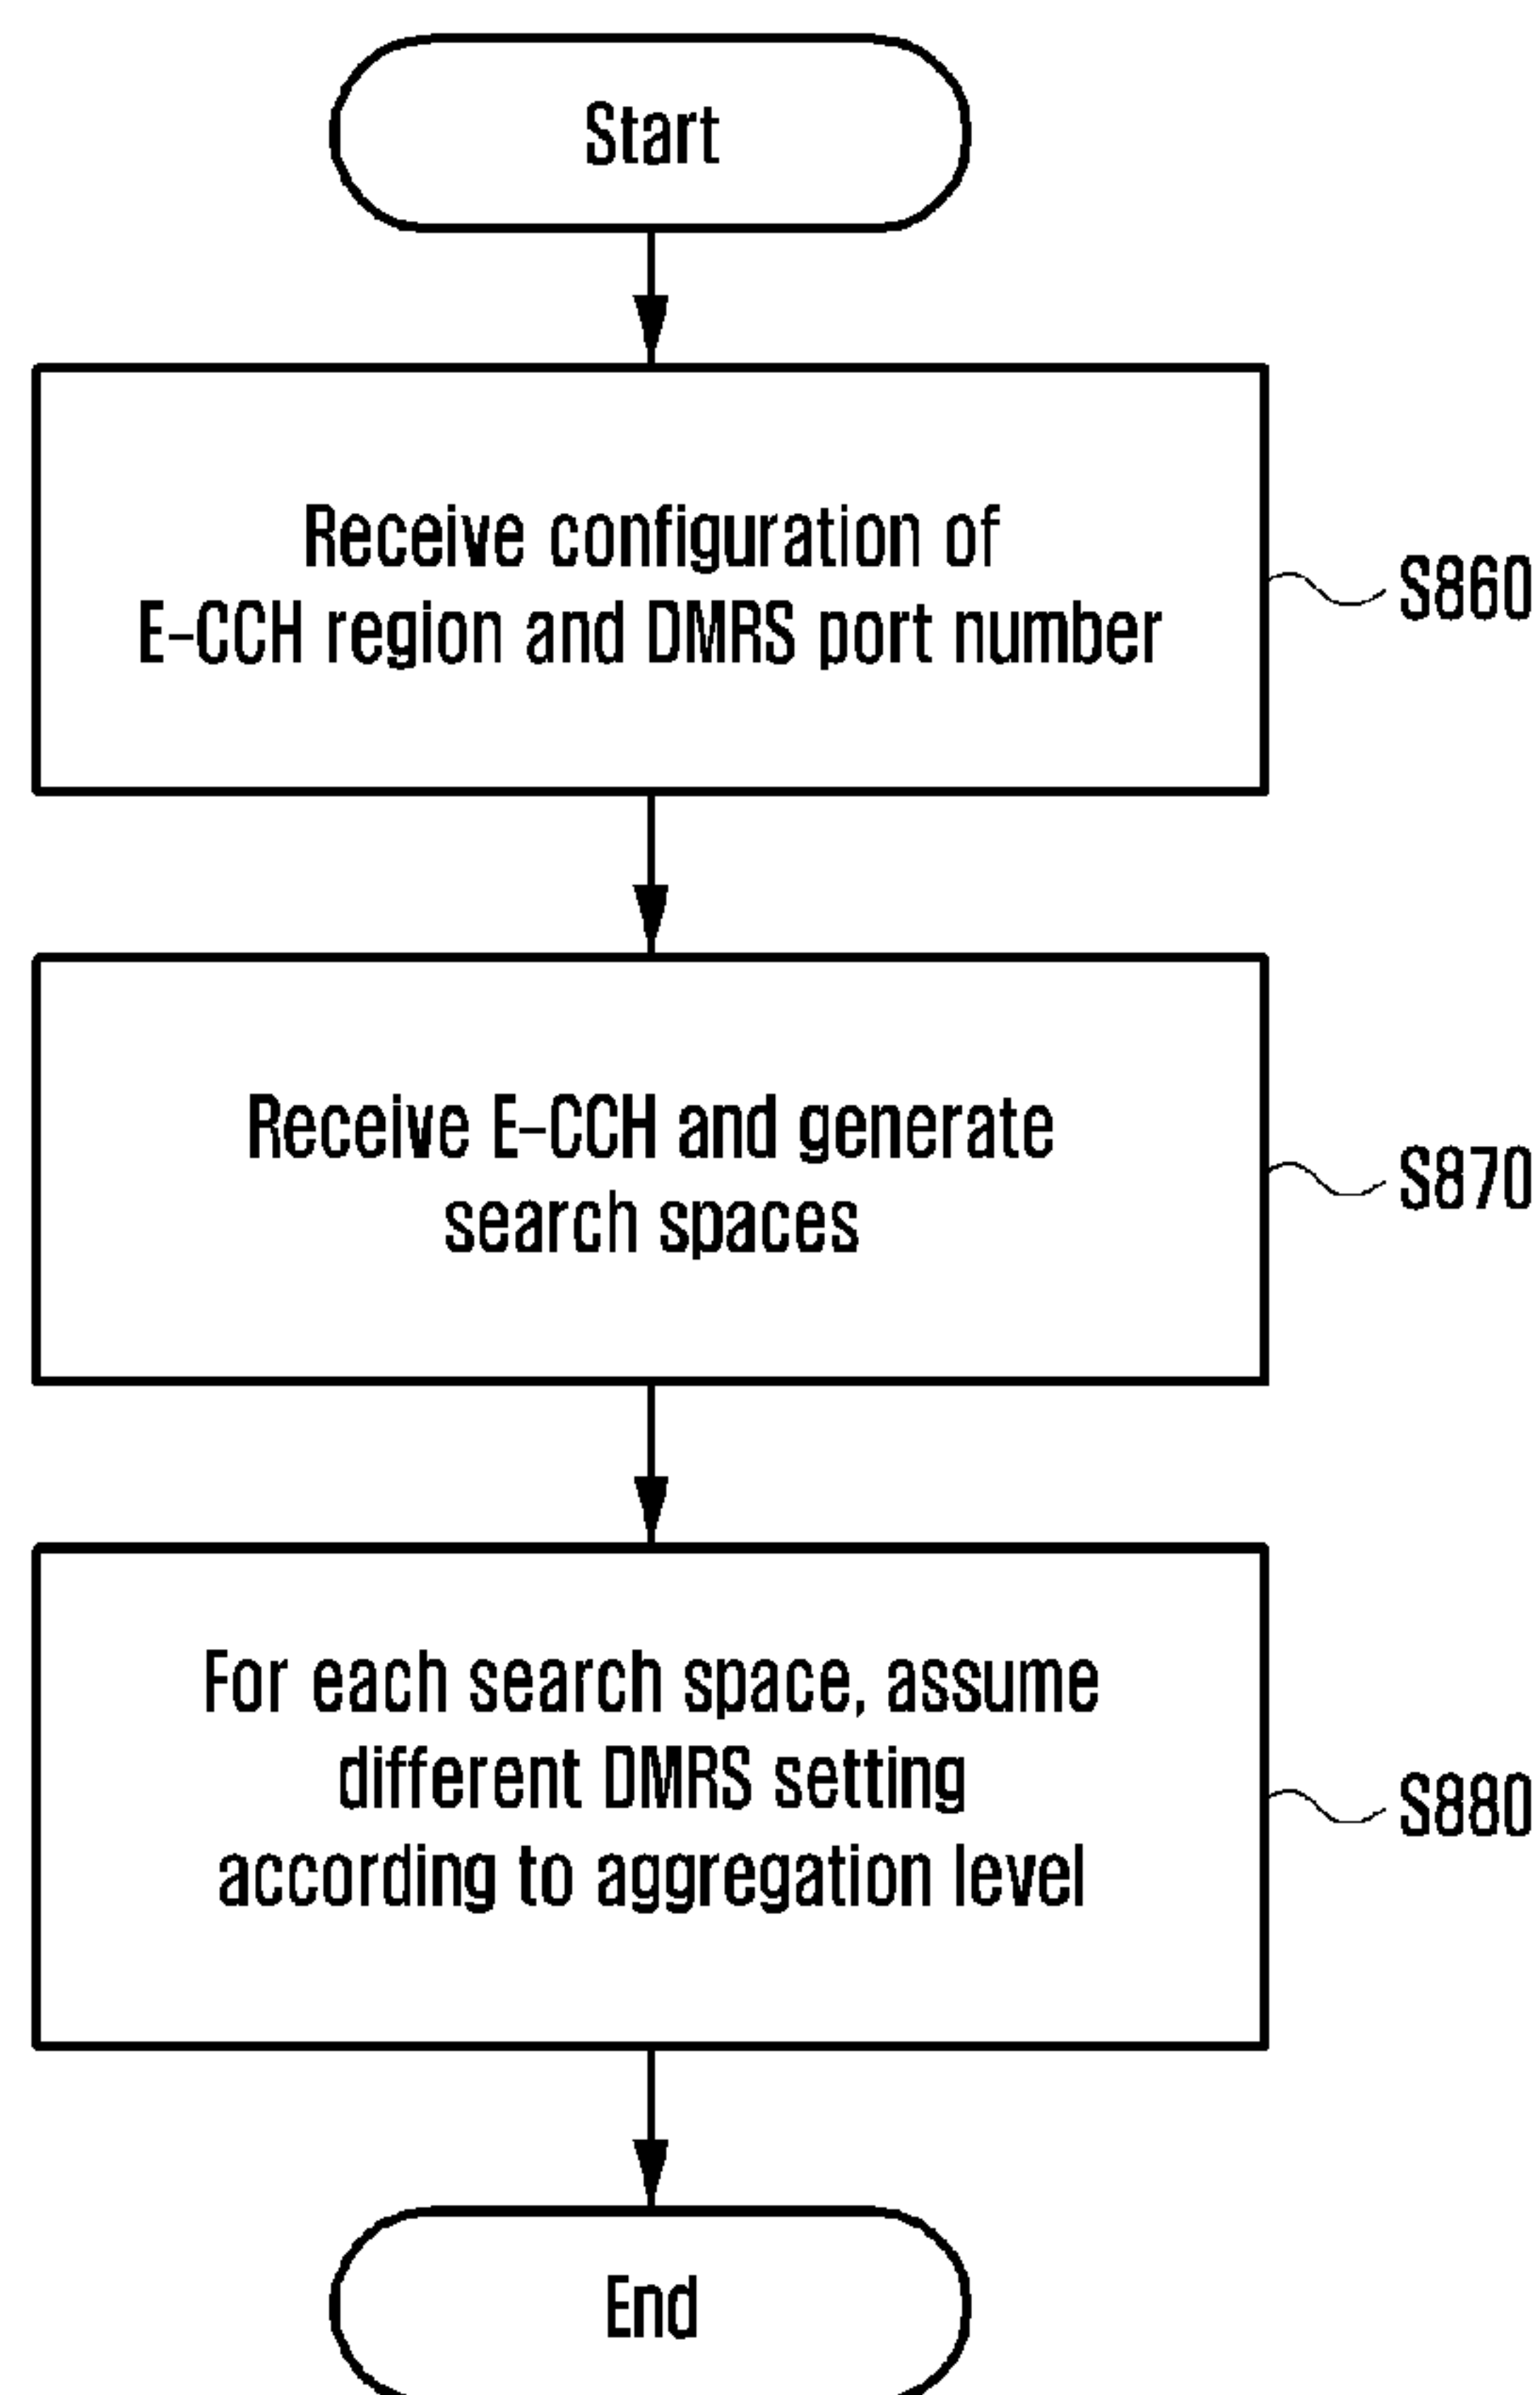 Start
Receive configuration of
E-CCH region and DMRS port number
S860
Receive E-CCH and generate
search spaces
S870
For each search space, assume
different DMRS setting
according to aggregation level
S880
End